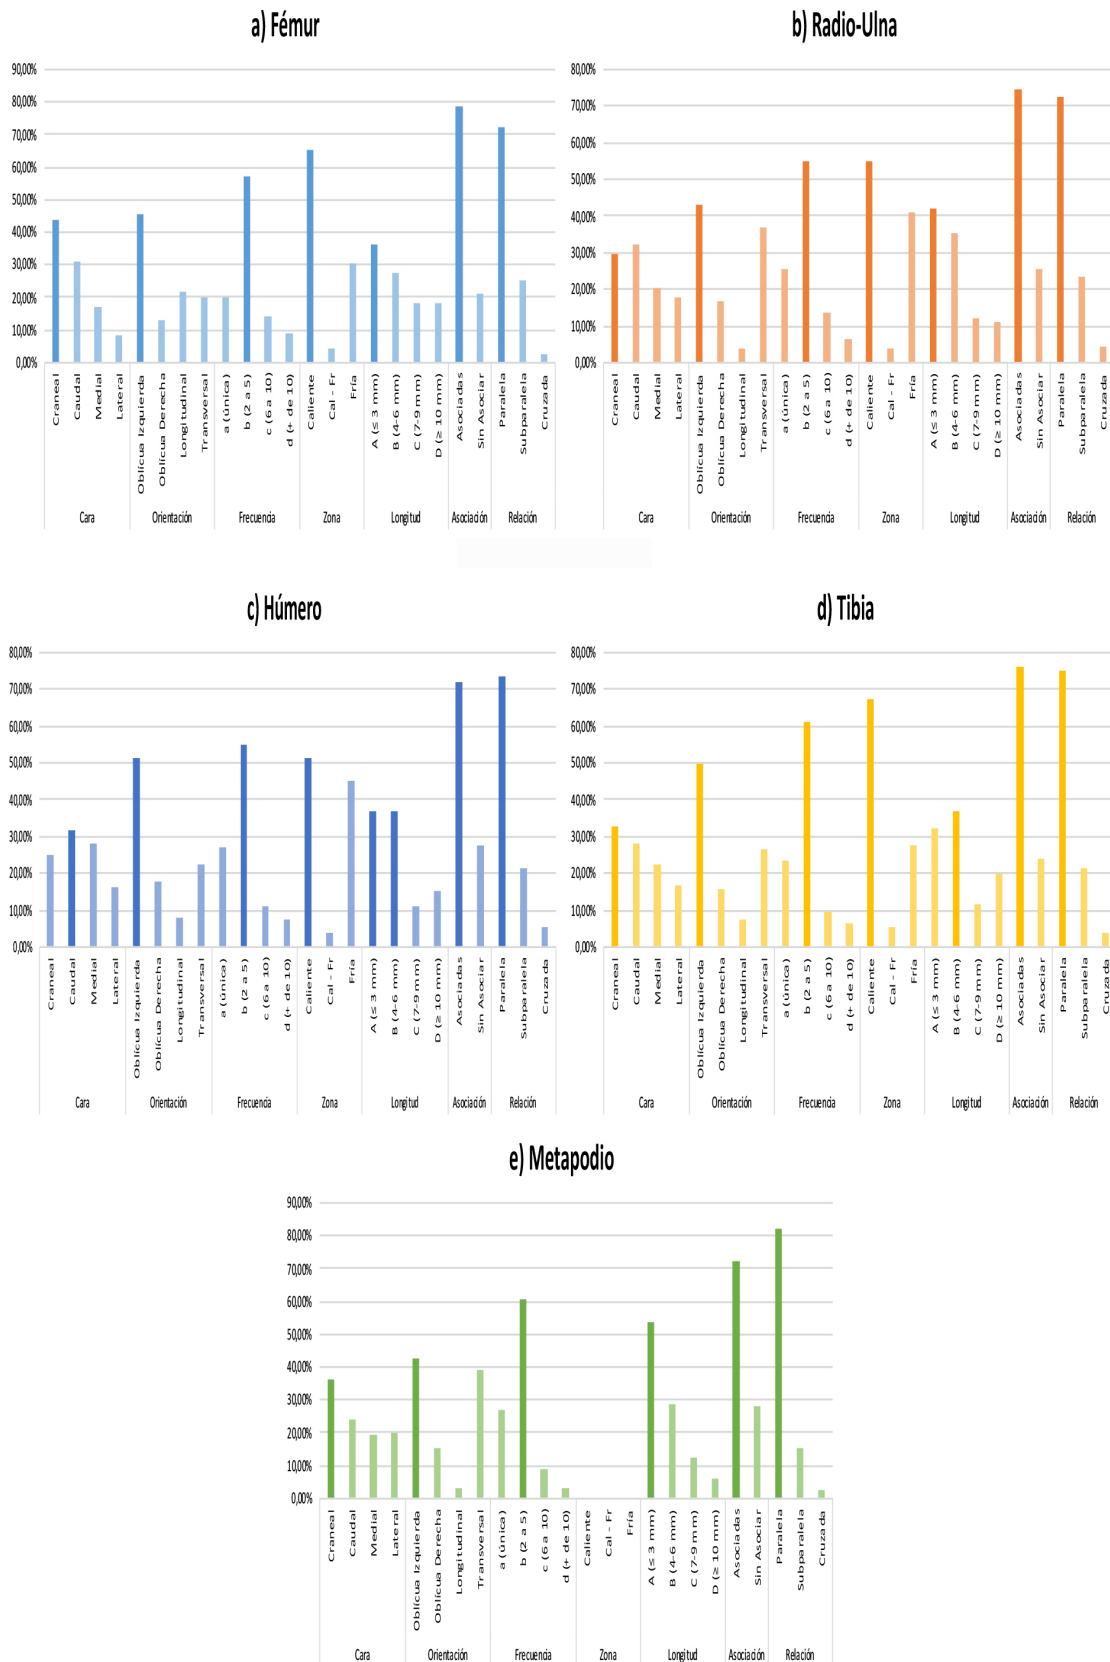 a) Fémur
90,00%
80,00%
70,00%
60,00%
50,00%
40,00%
30,00%
20,00%
10,00%
0,00%
Craneal
Caudal
Medial
Lateral
Oblícua Izquierda
Oblícua Derecha
Longitudinal
Transversal
a (única)
b (2 a 5)
c (6 a 10)
d (+ de 10)
Caliente
Cal - Fr
Fría
A (≤ 3 mm)
B (4-6 mm)
C (7-9 mm)
D (≥ 10 mm)
Asociadas
Sin Asociar
Paralela
Subparalela
Cruzada
Cara
Orientación
Frecuencia
Zona
Longitud
Asociación
Relación
b) Radio-Ulna
80,00%
70,00%
60,00%
50,00%
40,00%
30,00%
20,00%
10,00%
0,00%
Craneal
Caudal
Medial
Lateral
Oblícua Izquierda
Oblícua Derecha
Longitudinal
Transversal
a (única)
b (2 a 5)
c (6 a 10)
d (+ de 10)
Caliente
Cal - Fr
Fría
A (≤ 3 mm)
B (4-6 mm)
C (7-9 mm)
D (≥ 10 mm)
Asociadas
Sin Asociar
Paralela
Subparalela
Cruzada
Cara
Orientación
Frecuencia
Zona
Longitud
Asociación
Relación
c) Húmero
80,00%
70,00%
60,00%
50,00%
40,00%
30,00%
20,00%
10,00%
0,00%
Craneal
Caudal
Medial
Lateral
Oblícua Izquierda
Oblícua Derecha
Longitudinal
Transversal
a (única)
b (2 a 5)
c (6 a 10)
d (+ de 10)
Caliente
Cal - Fr
Fría
A (≤ 3 mm)
B (4-6 mm)
C (7-9 mm)
D (≥ 10 mm)
Asociadas
Sin Asociar
Paralela
Subparalela
Cruzada
Cara
Orientación
Frecuencia
Zona
Longitud
Asociación
Relación
d) Tibia
80,00%
70,00%
60,00%
50,00%
40,00%
30,00%
20,00%
10,00%
0,00%
Craneal
Caudal
Medial
Lateral
Oblícua Izquierda
Oblícua Derecha
Longitudinal
Transversal
a (única)
b (2 a 5)
c (6 a 10)
d (+ de 10)
Caliente
Cal - Fr
Fría
A (≤ 3 mm)
B (4-6 mm)
C (7-9 mm)
D (≥ 10 mm)
Asociadas
Sin Asociar
Paralela
Subparalela
Cruzada
Cara
Orientación
Frecuencia
Zona
Longitud
Asociación
Relación
e) Metapodio
90,00%
80,00%
70,00%
60,00%
50,00%
40,00%
30,00%
20,00%
10,00%
0,00%
Craneal
Caudal
Medial
Lateral
Oblícua Izquierda
Oblícua Derecha
Longitudinal
Transversal
a (única)
b (2 a 5)
c (6 a 10)
d (+ de 10)
Caliente
Cal - Fr
Fría
A (≤ 3 mm)
B (4-6 mm)
C (7-9 mm)
D (≥ 10 mm)
Asociadas
Sin Asociar
Paralela
Subparalela
Cruzada
Cara
Orientación
Frecuencia
Zona
Longitud
Asociación
Relación